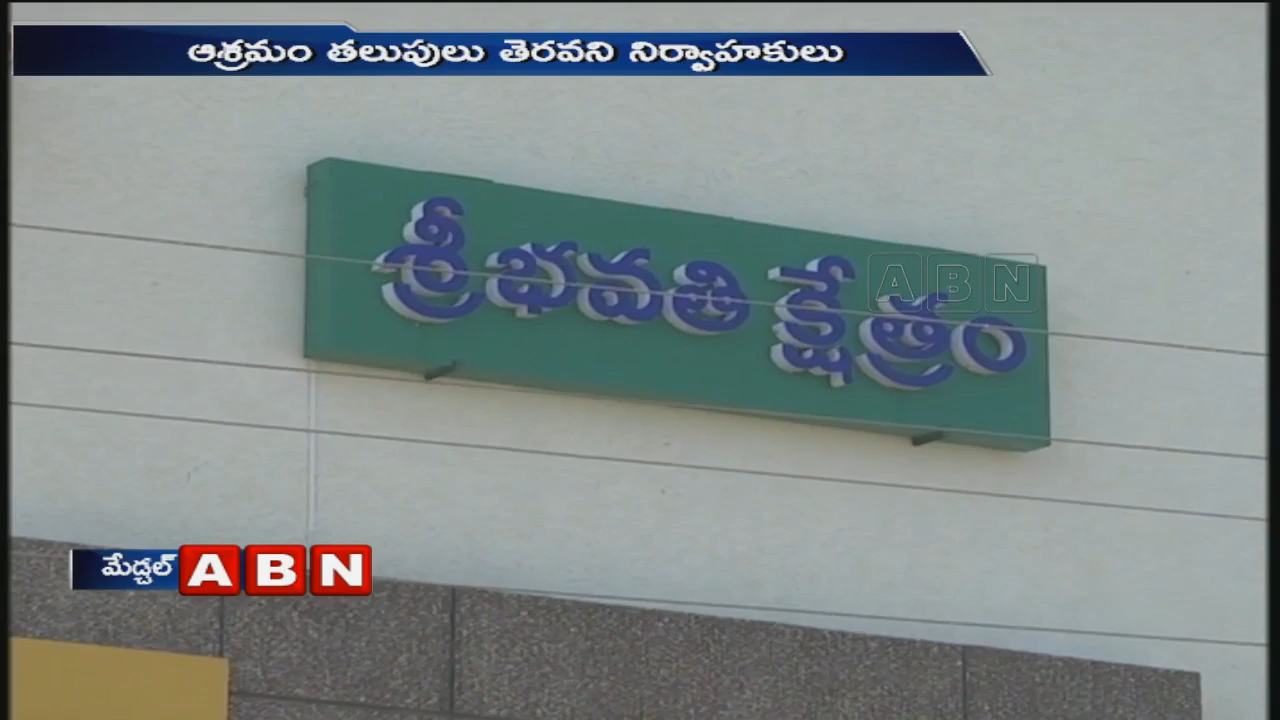 ఆశ్రమం తలుపులు తెరవని నిర్వాహకులు
శ్రీ భవతి క్షేత్రం
ABN
మేడ్చల్ ABN